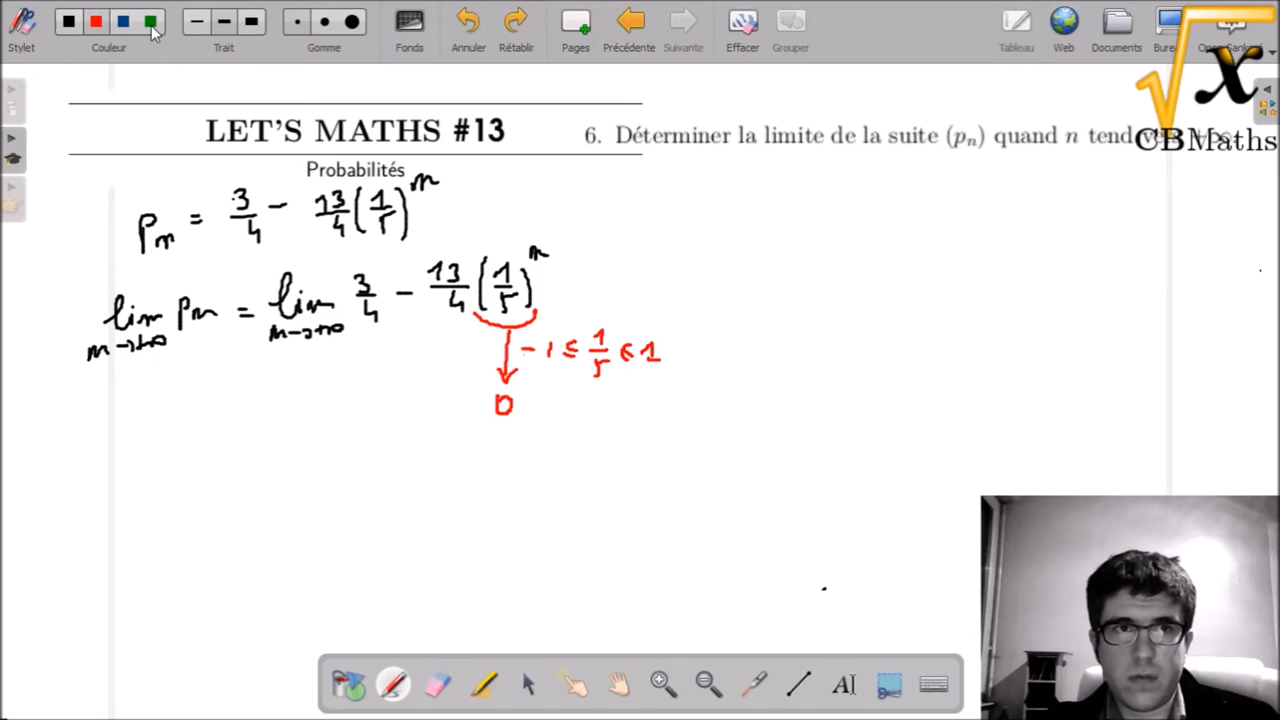 Stylet
Couleur
Trait
Gomme
Fonds
Annuler
Rétablir
Pages
Précédente
Suivante
Effacer
Grouper
Tableau
Web
Documents
x
CBMaths
LET'S MATHS #13
Probabilités
6. Déterminer la limite de la suite (pₙ) quand n tend
Pn = 3/4 - 13/4 (1/5)^n
lim Pn = lim 3/4 - 13/4 (1/5)^n
n→+∞ n→+∞
-1 ≤ 1/5 ≤ 1
0
AI